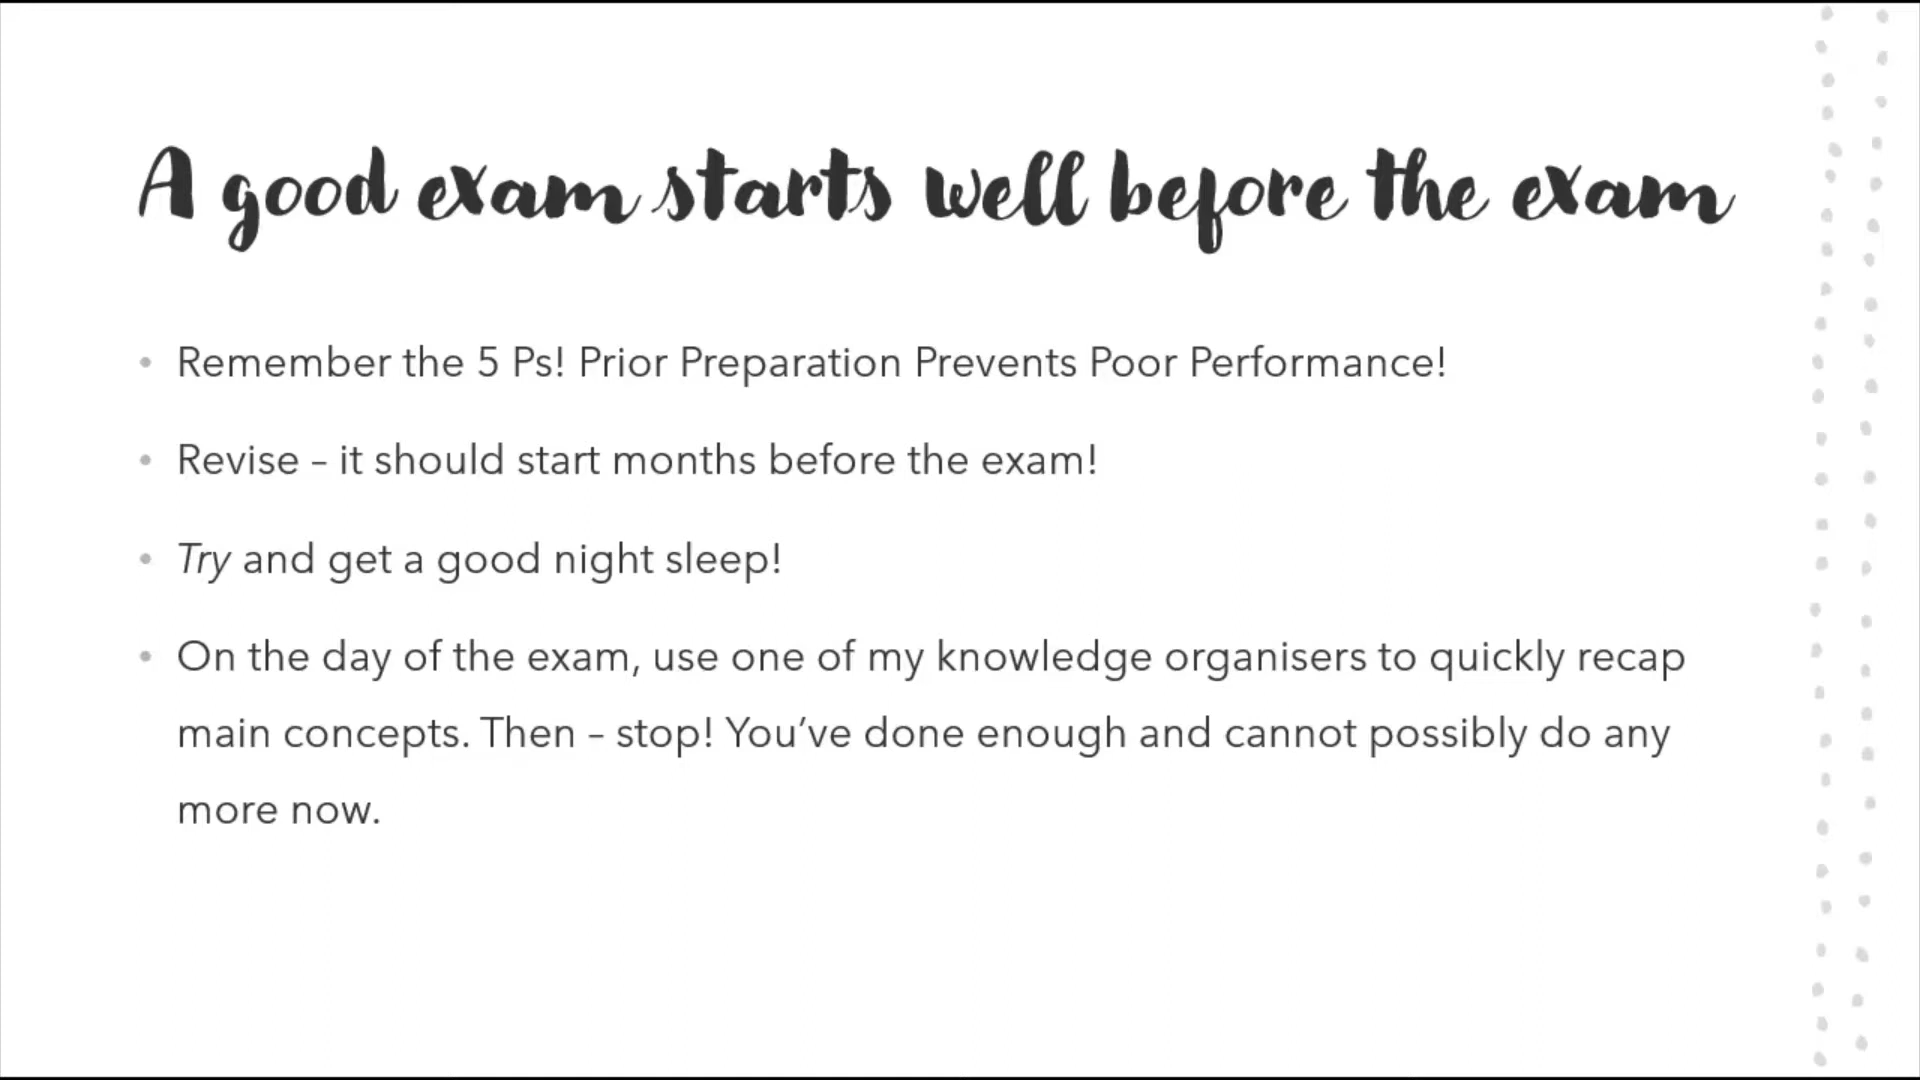 A good exam starts well before the exam
• Remember the 5 Ps! Prior Preparation Prevents Poor Performance!
• Revise – it should start months before the exam!
• Try and get a good night sleep!
• On the day of the exam, use one of my knowledge organisers to quickly recap
main concepts. Then – stop! You’ve done enough and cannot possibly do any
more now.